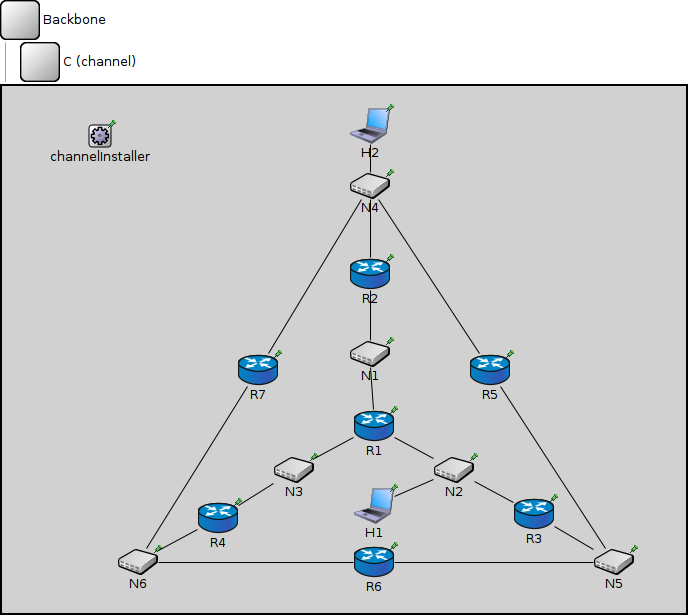 Backbone
C (channel)
channelInstaller
H2
N4
R2
N1
R7
R5
R1
N3
N2
H1
R4
R3
N6
R6
N5